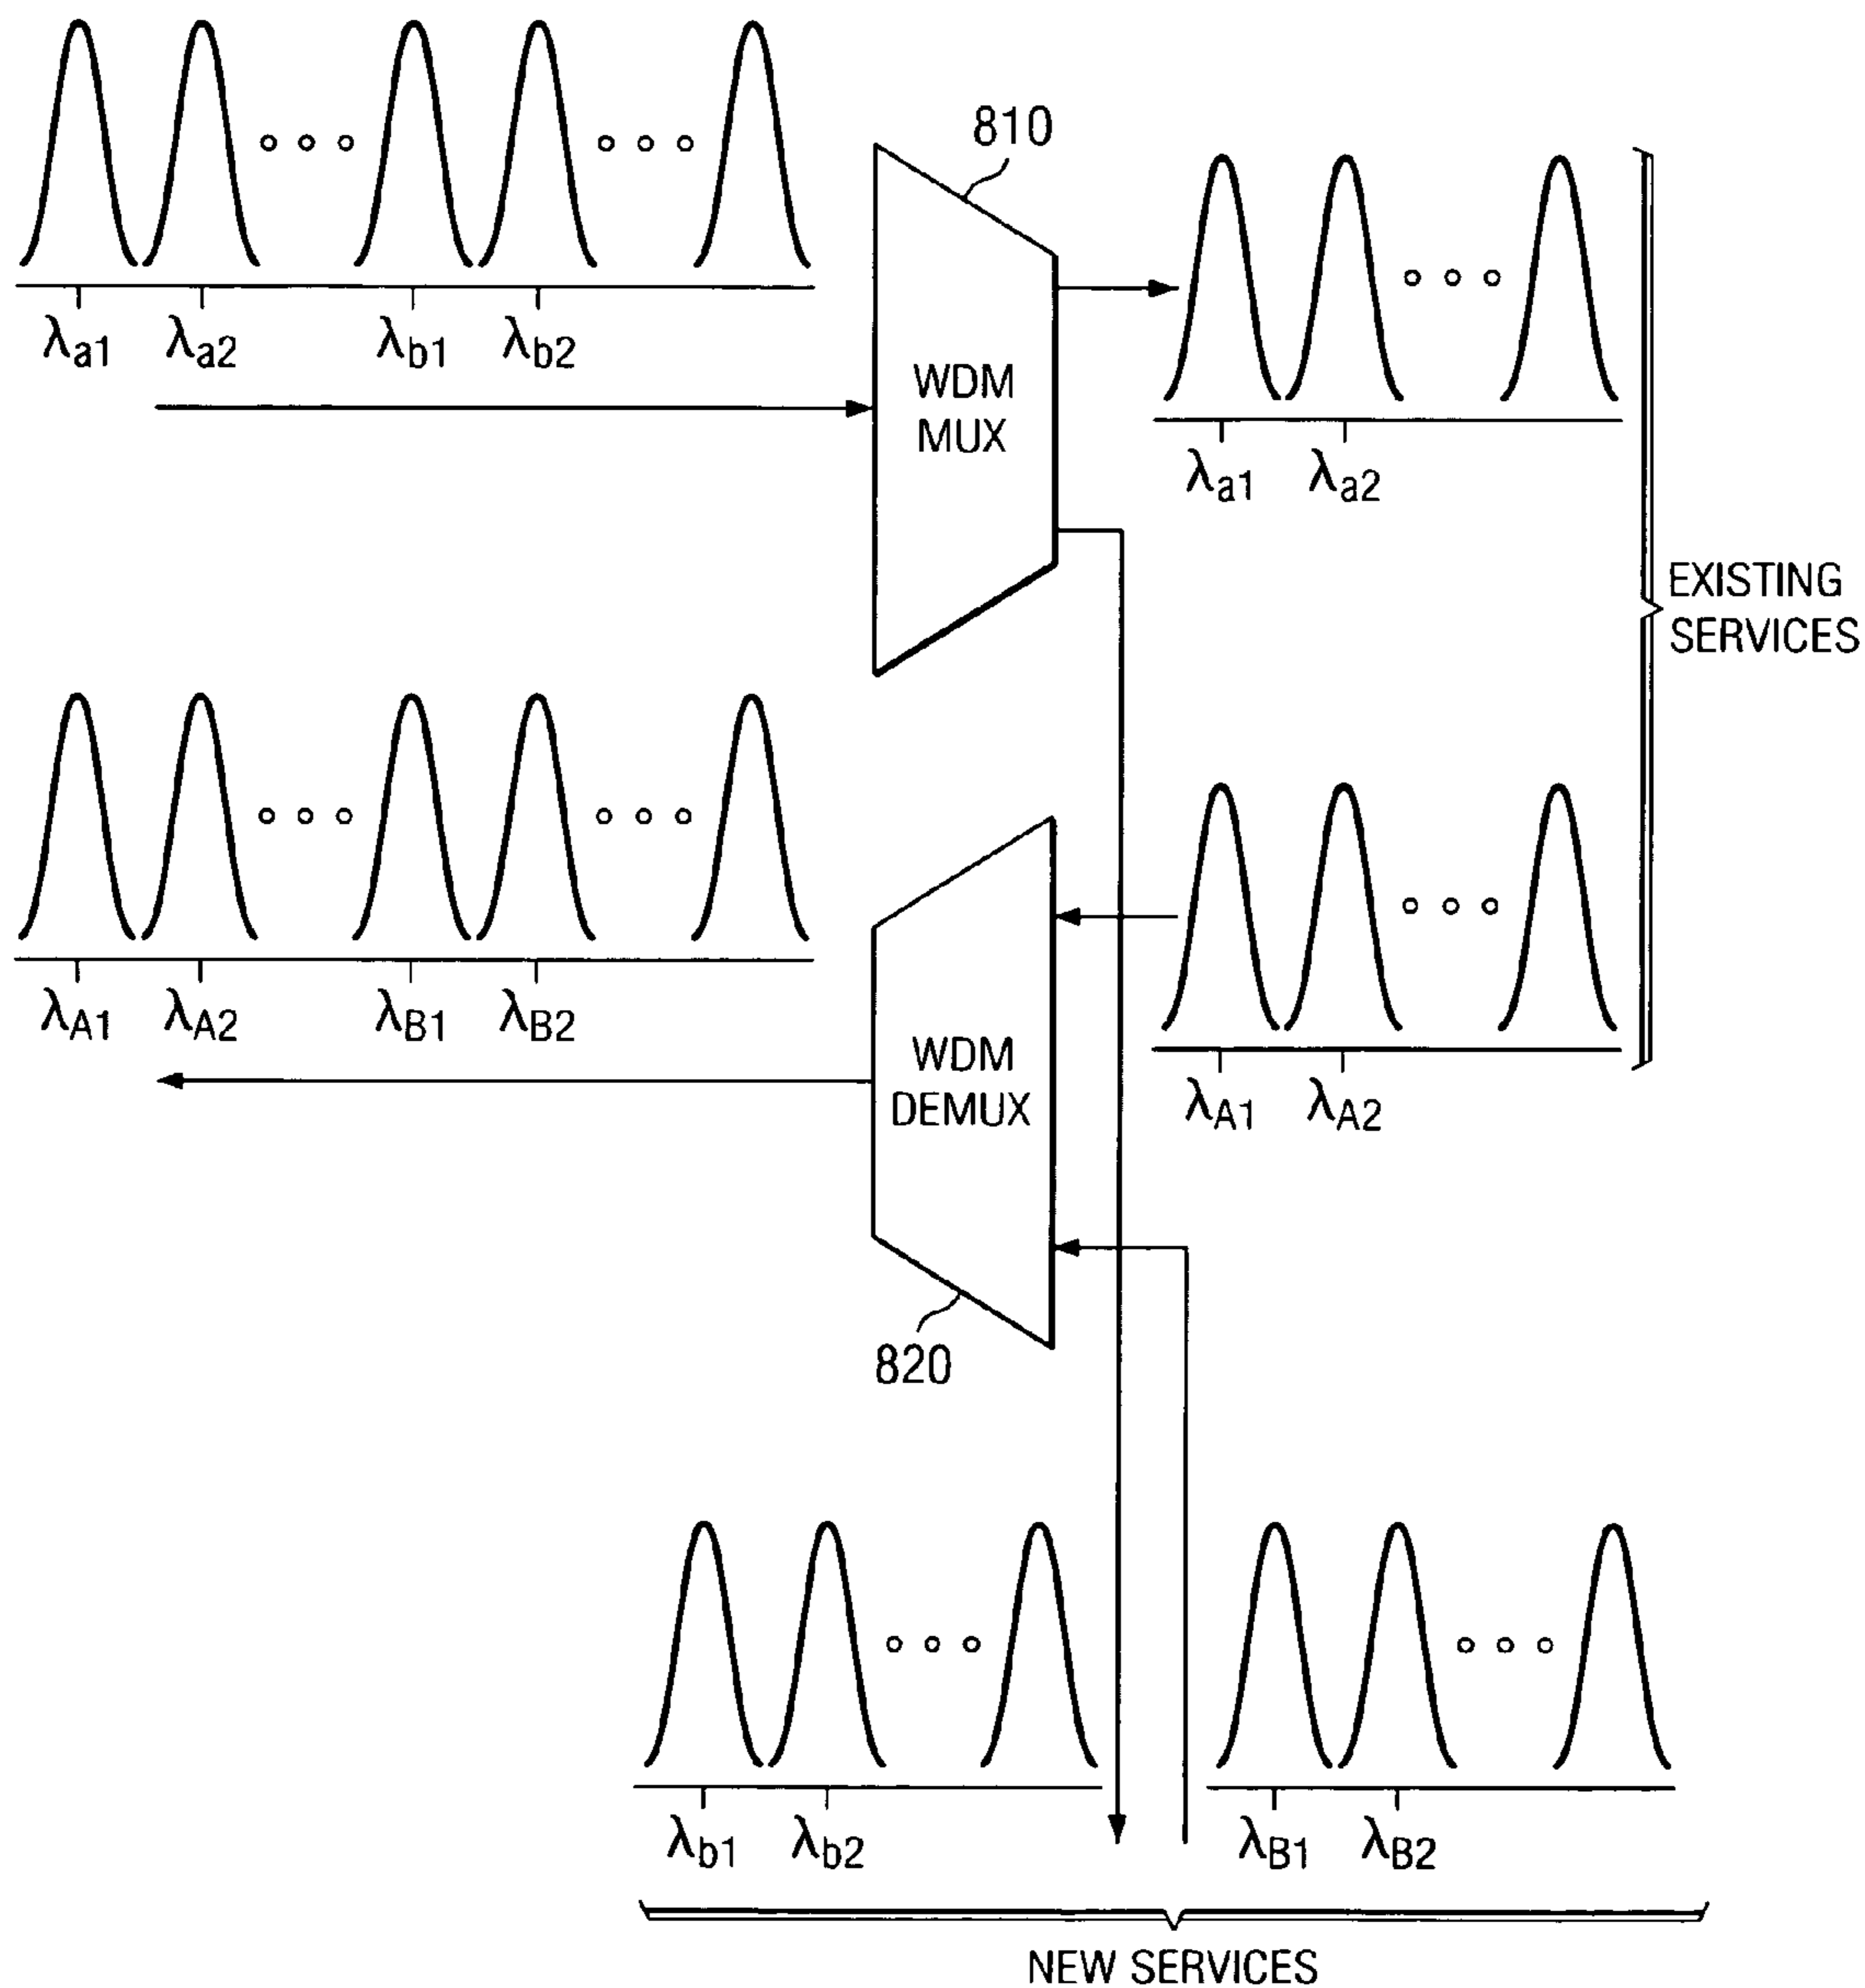 810
λa1 λa2 λb1 λb2
WDM
MUX
λa1 λa2
EXISTING
SERVICES
λA1 λA2 λB1 λB2
WDM
DEMUX
λA1 λA2
820
λb1 λb2
λB1 λB2
NEW SERVICES